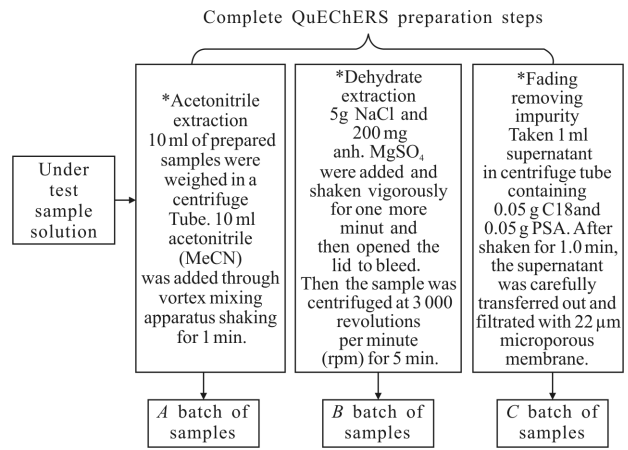 Complete QuEChERS preparation steps
Under
test
sample
solution
*Acetonitrile
extraction
10 ml of prepared
samples were
weighed in a
centrifuge
Tube. 10 ml
acetonitrile
(MeCN)
was added through
vortex mixing
apparatus shaking
for 1 min.
*Dehydrate
extraction
5g NaCl and
200 mg
anh. MgSO₄
were added and
shaken vigorously
for one more
minut and
then opened the
lid to bleed.
Then the sample was
centrifuged at 3 000
revolutions
per minute
(rpm) for 5 min.
*Fading
removing
impurity
Taken 1 ml
supernatant
in centrifuge tube
containing
0.05 g C18and
0.05 g PSA. After
shaken for 1.0 min,
the supernatant
was carefully
transferred out and
filtrated with 22 μm
microporous
membrane.
A batch of
samples
B batch of
samples
C batch of
samples